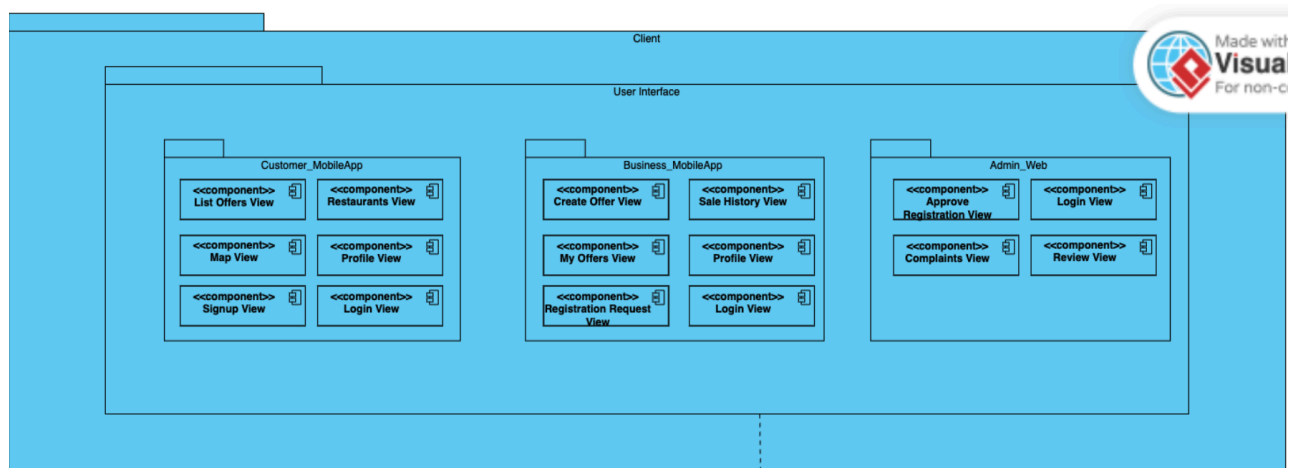 Client
Made with
Visual
For non-c
User Interface
Customer_MobileApp
<<component>>
List Offers View
<<component>>
Restaurants View
<<component>>
Map View
<<component>>
Profile View
<<component>>
Signup View
<<component>>
Login View
Business_MobileApp
<<component>>
Create Offer View
<<component>>
Sale History View
<<component>>
My Offers View
<<component>>
Profile View
<<component>>
Registration Request
View
<<component>>
Login View
Admin_Web
<<component>>
Approve
Registration View
<<component>>
Login View
<<component>>
Complaints View
<<component>>
Review View